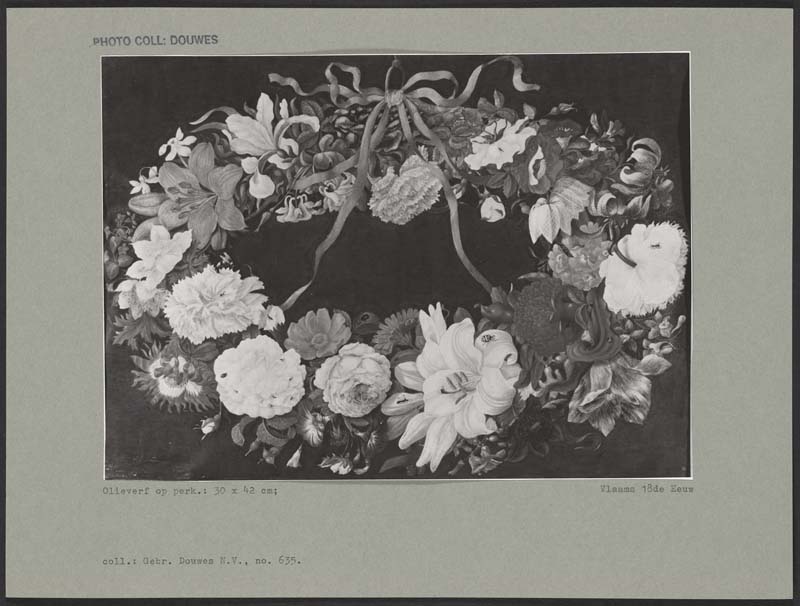 PHOTO COLL: DOUWES
Olieverf op perk.: 30 x 42 cm;
Vlaams 18de Eeuw
coll.: Gebr. Douwes N.V., no. 635.